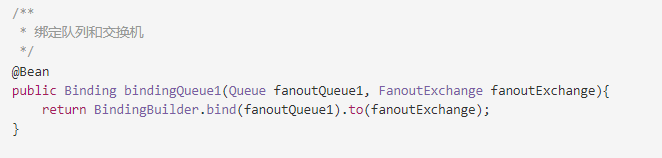 /**
 * 绑定队列和交换机
 */
@Bean
public Binding bindingQueue1(Queue fanoutQueue1, FanoutExchange fanoutExchange){
    return BindingBuilder.bind(fanoutQueue1).to(fanoutExchange);
}